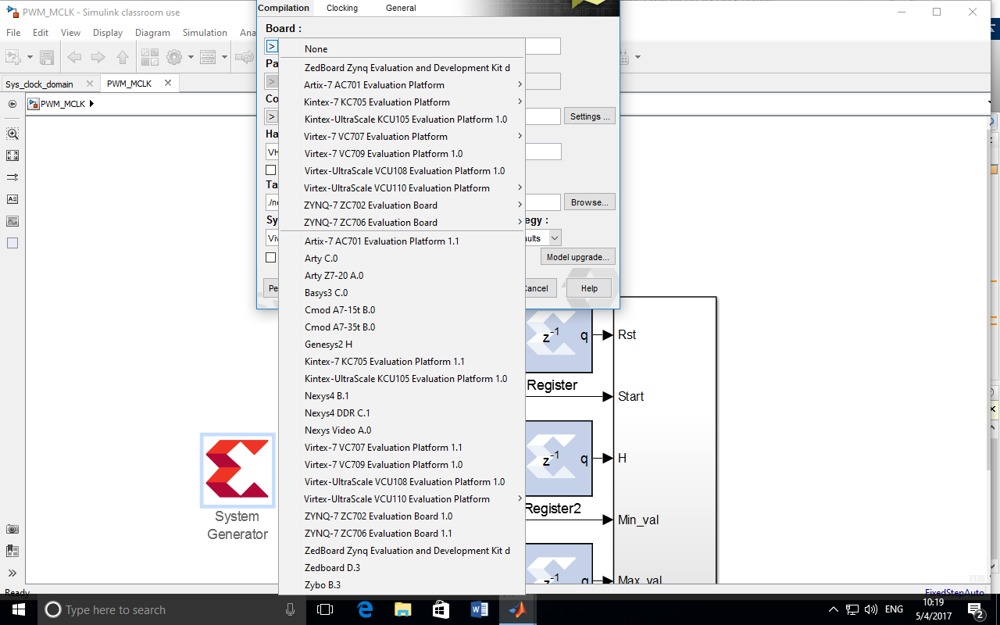 PWM_MCLK - Simulink classroom use
File Edit View Display Diagram Simulation Ana
Sys_clock_domain PWM_MCLK
PWM_MCLK
Compilation Clocking General
Board :
>
None
ZedBoard Zynq Evaluation and Development Kit d
Artix-7 AC701 Evaluation Platform
Kintex-7 KC705 Evaluation Platform
Kintex-UltraScale KCU105 Evaluation Platform 1.0
Virtex-7 VC707 Evaluation Platform
Virtex-7 VC709 Evaluation Platform 1.0
Virtex-UltraScale VCU108 Evaluation Platform 1.0
Virtex-UltraScale VCU110 Evaluation Platform
ZYNQ-7 ZC702 Evaluation Board
ZYNQ-7 ZC706 Evaluation Board
Artix-7 AC701 Evaluation Platform 1.1
Arty C.0
Arty Z7-20 A.0
Basys3 C.0
Cmod A7-15t B.0
Cmod A7-35t B.0
Genesys2 H
Kintex-7 KC705 Evaluation Platform 1.1
Kintex-UltraScale KCU105 Evaluation Platform 1.0
Nexys4 B.1
Nexys4 DDR C.1
Nexys Video A.0
Virtex-7 VC707 Evaluation Platform 1.1
Virtex-7 VC709 Evaluation Platform 1.0
Virtex-UltraScale VCU108 Evaluation Platform 1.0
Virtex-UltraScale VCU110 Evaluation Platform
ZYNQ-7 ZC702 Evaluation Board 1.0
ZYNQ-7 ZC706 Evaluation Board 1.1
ZedBoard Zynq Evaluation and Development Kit d
Zedboard D.3
Zybo B.3
Pa
>
Co
>
Settings ...
Ha
VH
Ta
./ne
Browse...
Sy
egy :
Viv
aults
Model upgrade...
Pe
Cancel
Help
z-1 q
Rst
Register
Start
z-1 q
H
Register2
Min_val
z-1 q
Max_val
System
Generator
Ready
FixedStepAuto
Type here to search
ENG
10:19
5/4/2017
2